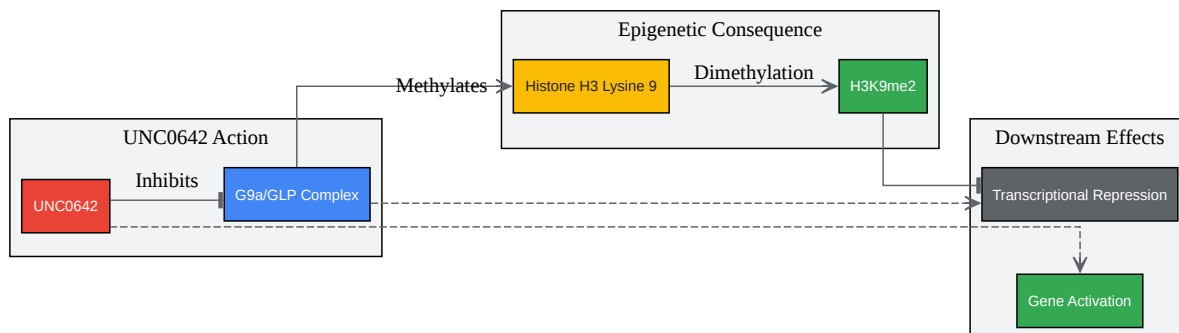 Epigenetic Consequence
Methylates
Histone H3 Lysine 9
Dimethylation
H3K9me2
UNC0642 Action
Inhibits
UNC0642
G9a/GLP Complex
Downstream Effects
Transcriptional Repression
Gene Activation